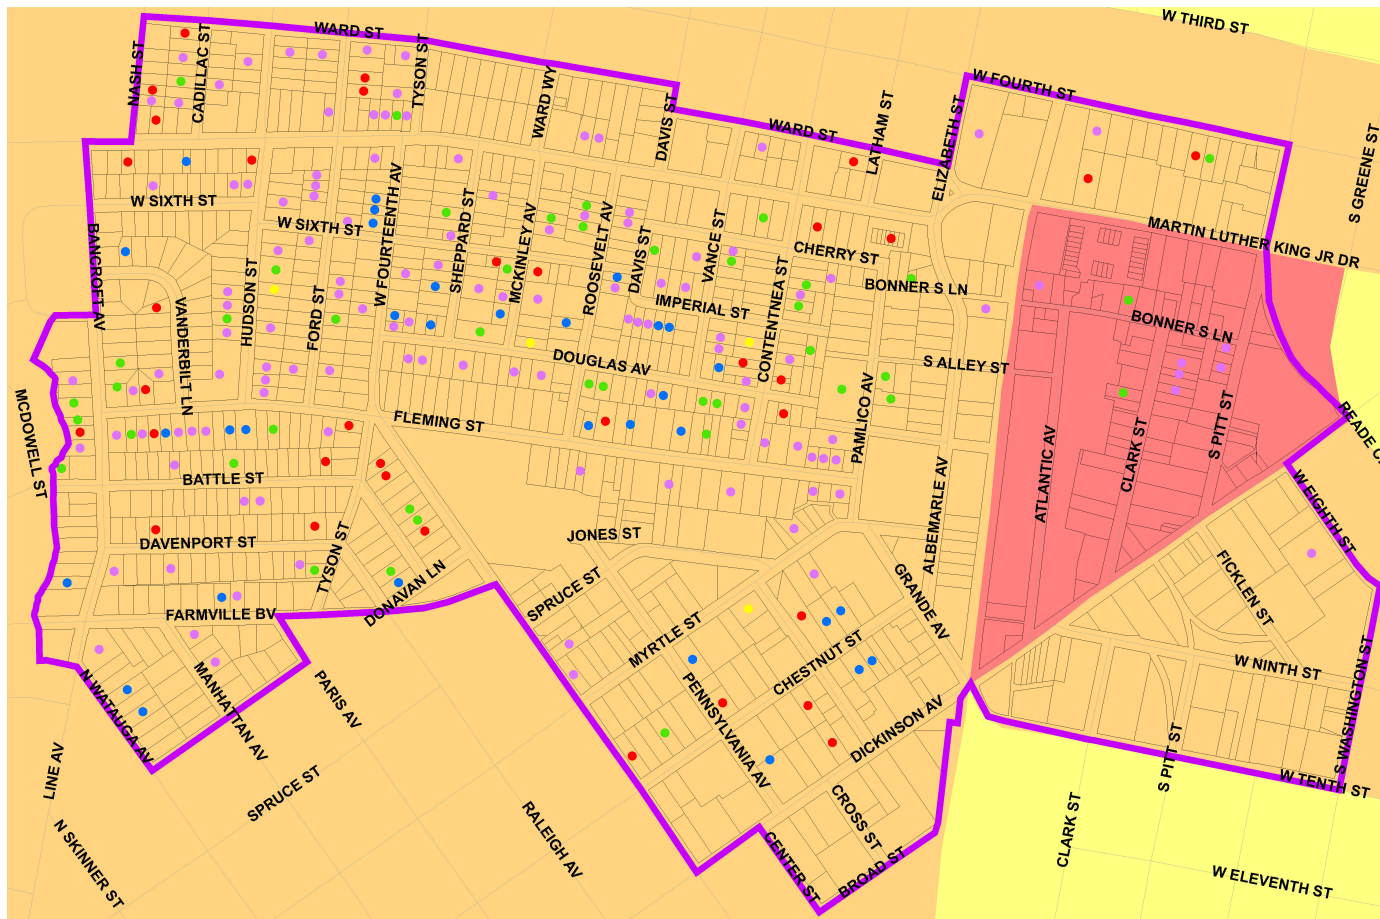 W THIRD ST
WARD ST
CADILLAC ST
NASH ST
TYSON ST
WARD WY
DAVIS ST
WARD ST
LATHAM ST
ELIZABETH ST
W FOURTH ST
S GREENE ST
W SIXTH ST
W SIXTH ST
W FOURTEENTH AV
SHEPPARD ST
MCKINLEY AV
ROOSEVELT AV
DAVIS ST
VANCE ST
CHERRY ST
MARTIN LUTHER KING JR DR
BANCROFT AV
VANDERBILT LN
HUDSON ST
FORD ST
IMPERIAL ST
CONTENTNEA ST
BONNER S LN
BONNER S LN
DOUGLAS AV
S ALLEY ST
MCDOWELL ST
FLEMING ST
PAMLICO AV
ALBEMARLE AV
ATLANTIC AV
CLARK ST
S PITT ST
READE C
BATTLE ST
W EIGHTH ST
DAVENPORT ST
TYSON ST
JONES ST
DONAVAN LN
SPRUCE ST
GRANDE AV
FICKLEN ST
FARMVILLE BV
MYRTLE ST
CHESTNUT ST
W NINTH ST
N WATAUGA AV
MANHATTAN AV
PARIS AV
PENNSYLVANIA AV
DICKINSON AV
S PITT ST
S WASHINGTON ST
LINE AV
SPRUCE ST
W TENTH ST
N SKINNER ST
RALEIGH AV
CROSS ST
CENTER ST
BROAD ST
CLARK ST
W ELEVENTH ST